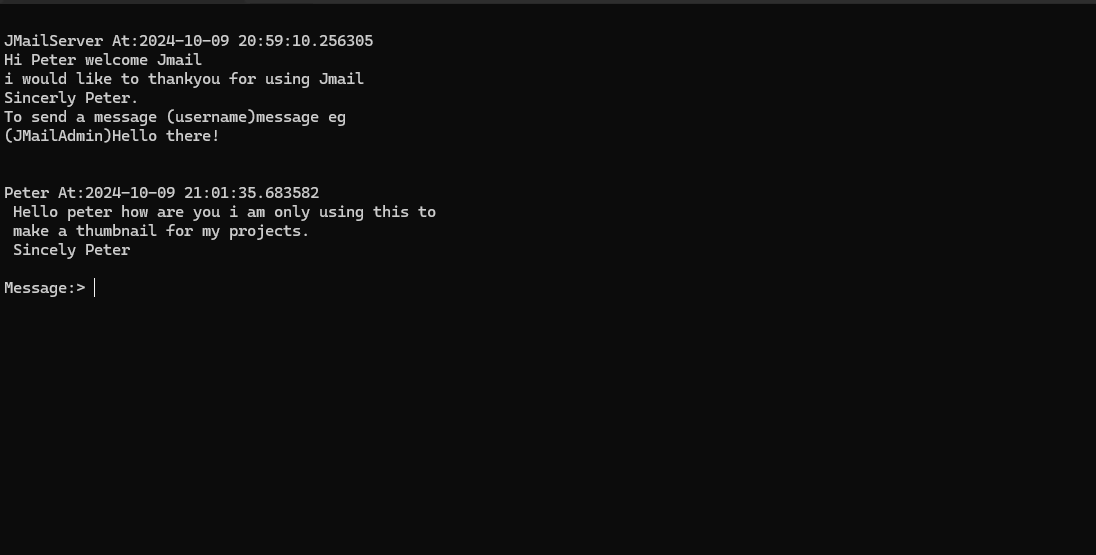 JMailServer At:2024-10-09 20:59:10.256305
Hi Peter welcome Jmail
i would like to thankyou for using Jmail
Sincerly Peter.
To send a message (username)message eg
(JMailAdmin)Hello there!
Peter At:2024-10-09 21:01:35.683582
Hello peter how are you i am only using this to
make a thumbnail for my projects.
Sincely Peter
Message:>